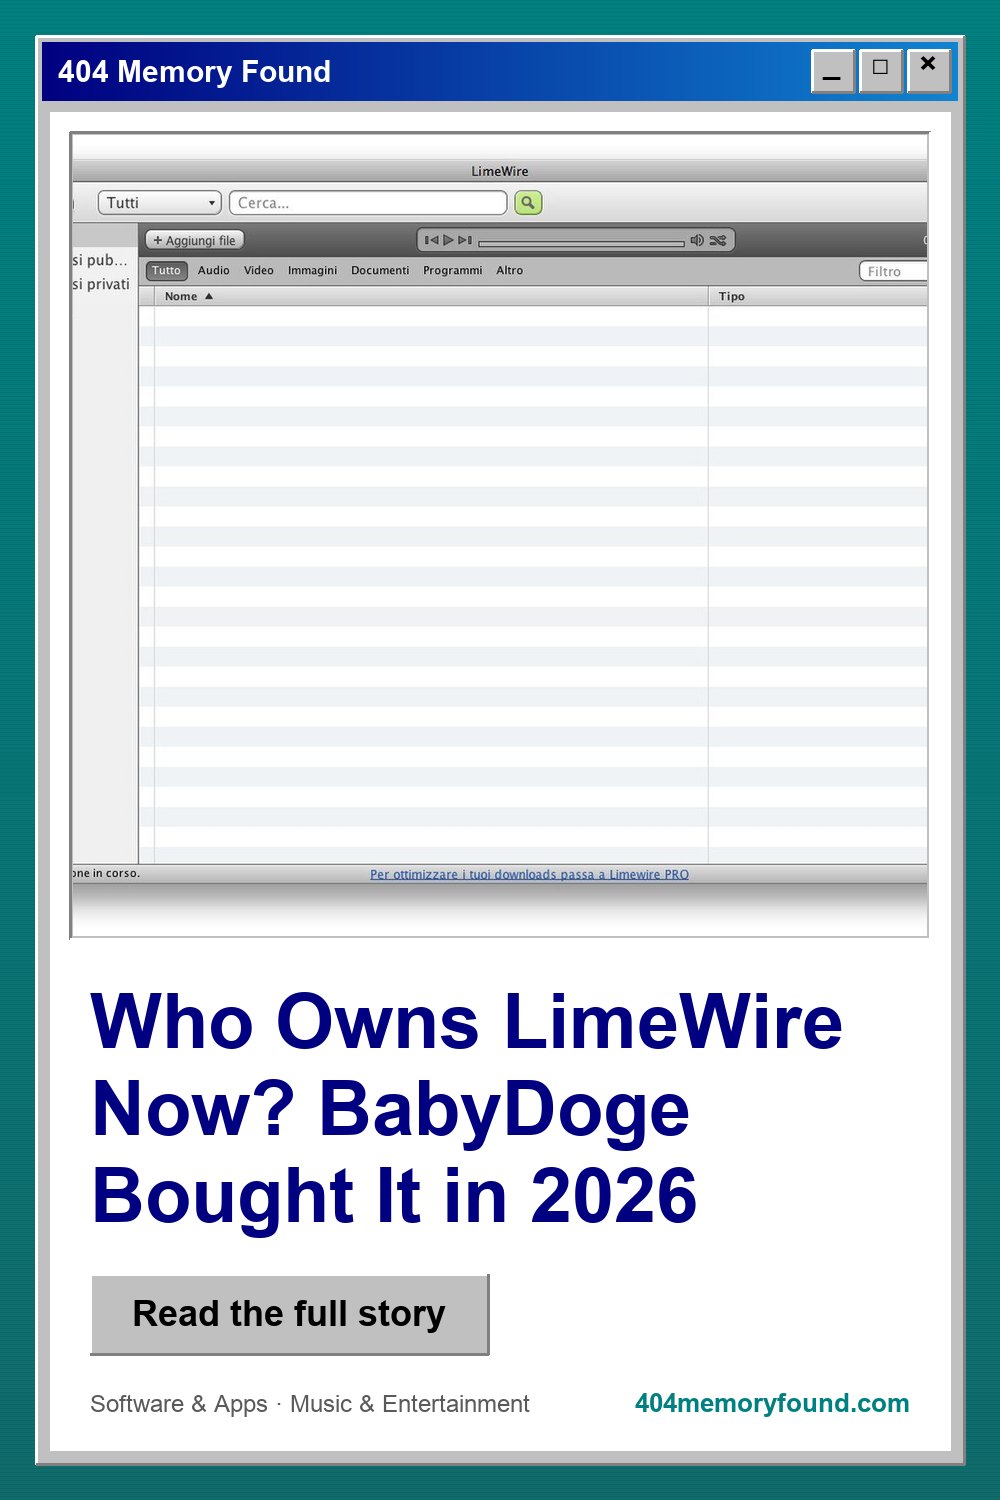 404 Memory Found
LimeWire
Tutti
Cerca...
+ Aggiungi file
si pub...
si privati
Tutto Audio Video Immagini Documenti Programmi Altro
Filtro
Nome ▲ Tipo
one in corso.
Per ottimizzare i tuoi downloads passa a Limewire PRO
Who Owns LimeWire
Now? BabyDoge
Bought It in 2026
Read the full story
Software & Apps · Music & Entertainment
404memoryfound.com